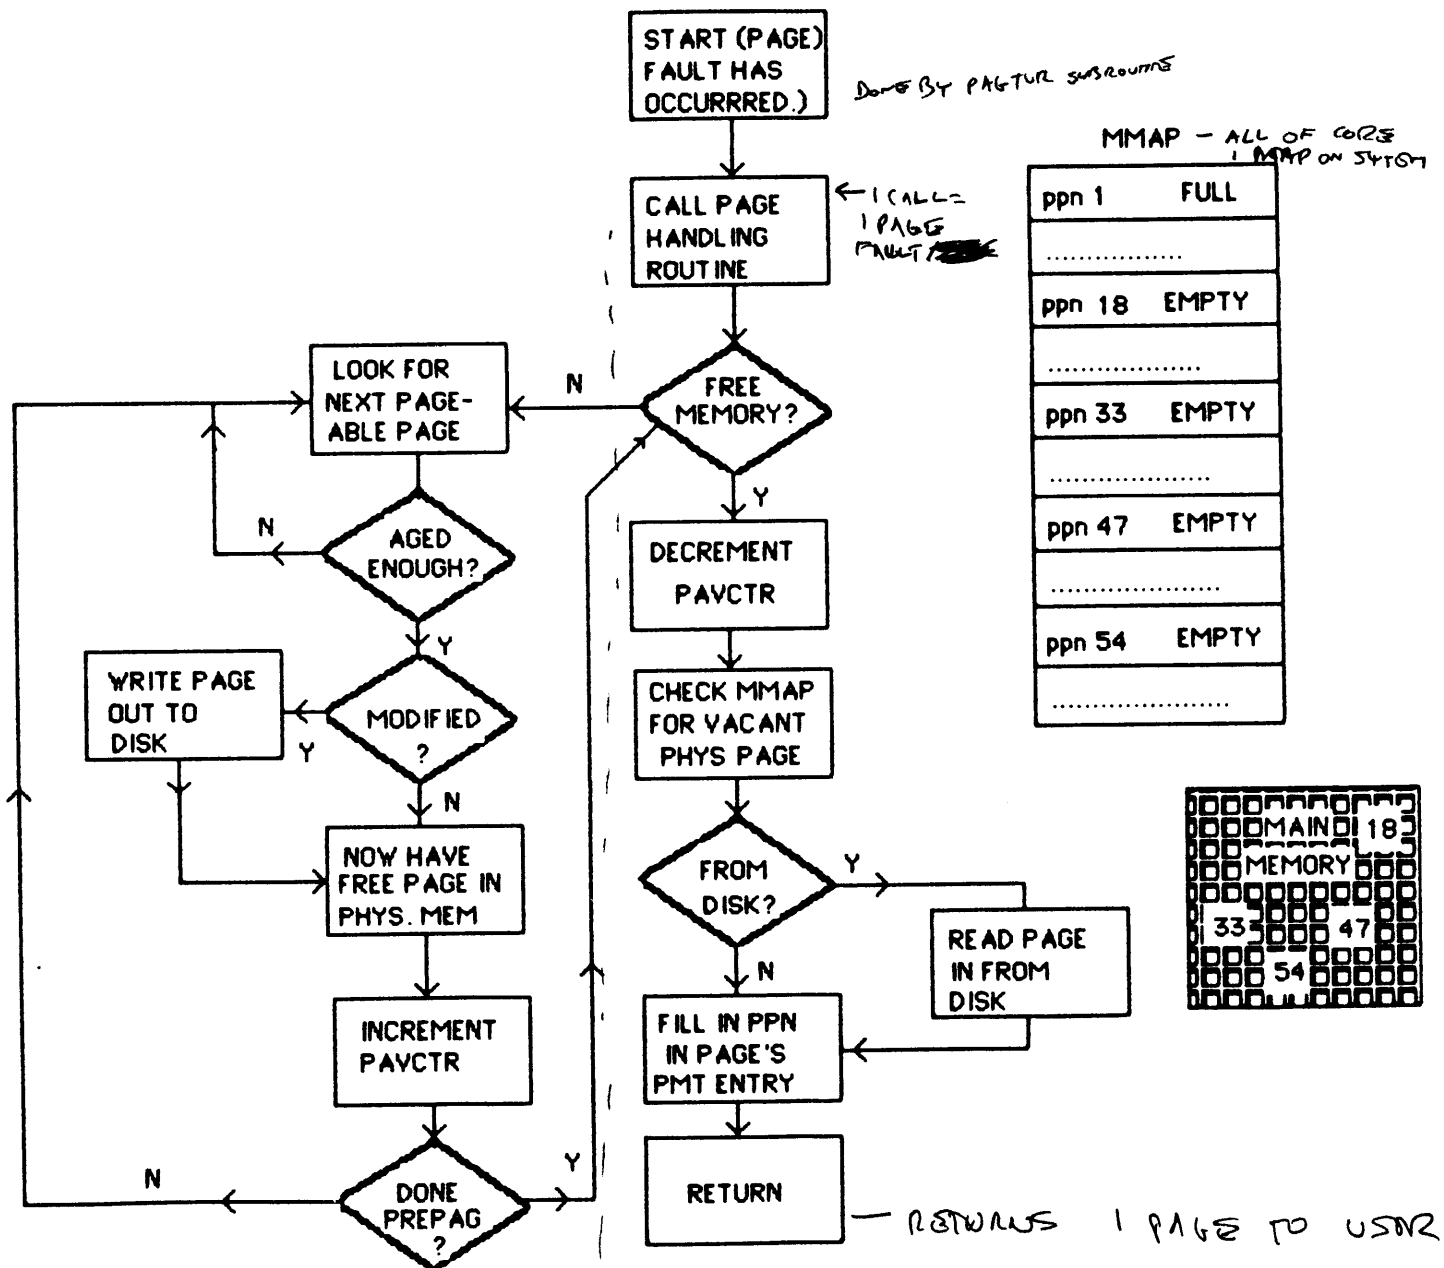 START (PAGE)
FAULT HAS
OCCURRRED.)
DONE BY PAGTUR SUBROUTINE
MMAP - ALL OF CORE
1 MAP ON SYTEM
CALL PAGE
HANDLING
ROUTINE
← 1 CALL =
1 PAGE
FAULT
ppn 1 FULL
.................
ppn 18 EMPTY
...................
ppn 33 EMPTY
....................
ppn 47 EMPTY
.....................
ppn 54 EMPTY
......................
FREE
MEMORY?
N
Y
LOOK FOR
NEXT PAGE-
ABLE PAGE
AGED
ENOUGH?
N
Y
MODIFIED
?
Y
N
WRITE PAGE
OUT TO
DISK
NOW HAVE
FREE PAGE IN
PHYS. MEM
INCREMENT
PAVCTR
DONE
PREPAG
?
N
Y
DECREMENT
PAVCTR
CHECK MMAP
FOR VACANT
PHYS PAGE
FROM
DISK?
Y
N
READ PAGE
IN FROM
DISK
FILL IN PPN
IN PAGE'S
PMT ENTRY
RETURN
— RETURNS 1 PAGE TO USER
MAIN 18
MEMORY
33 47
54